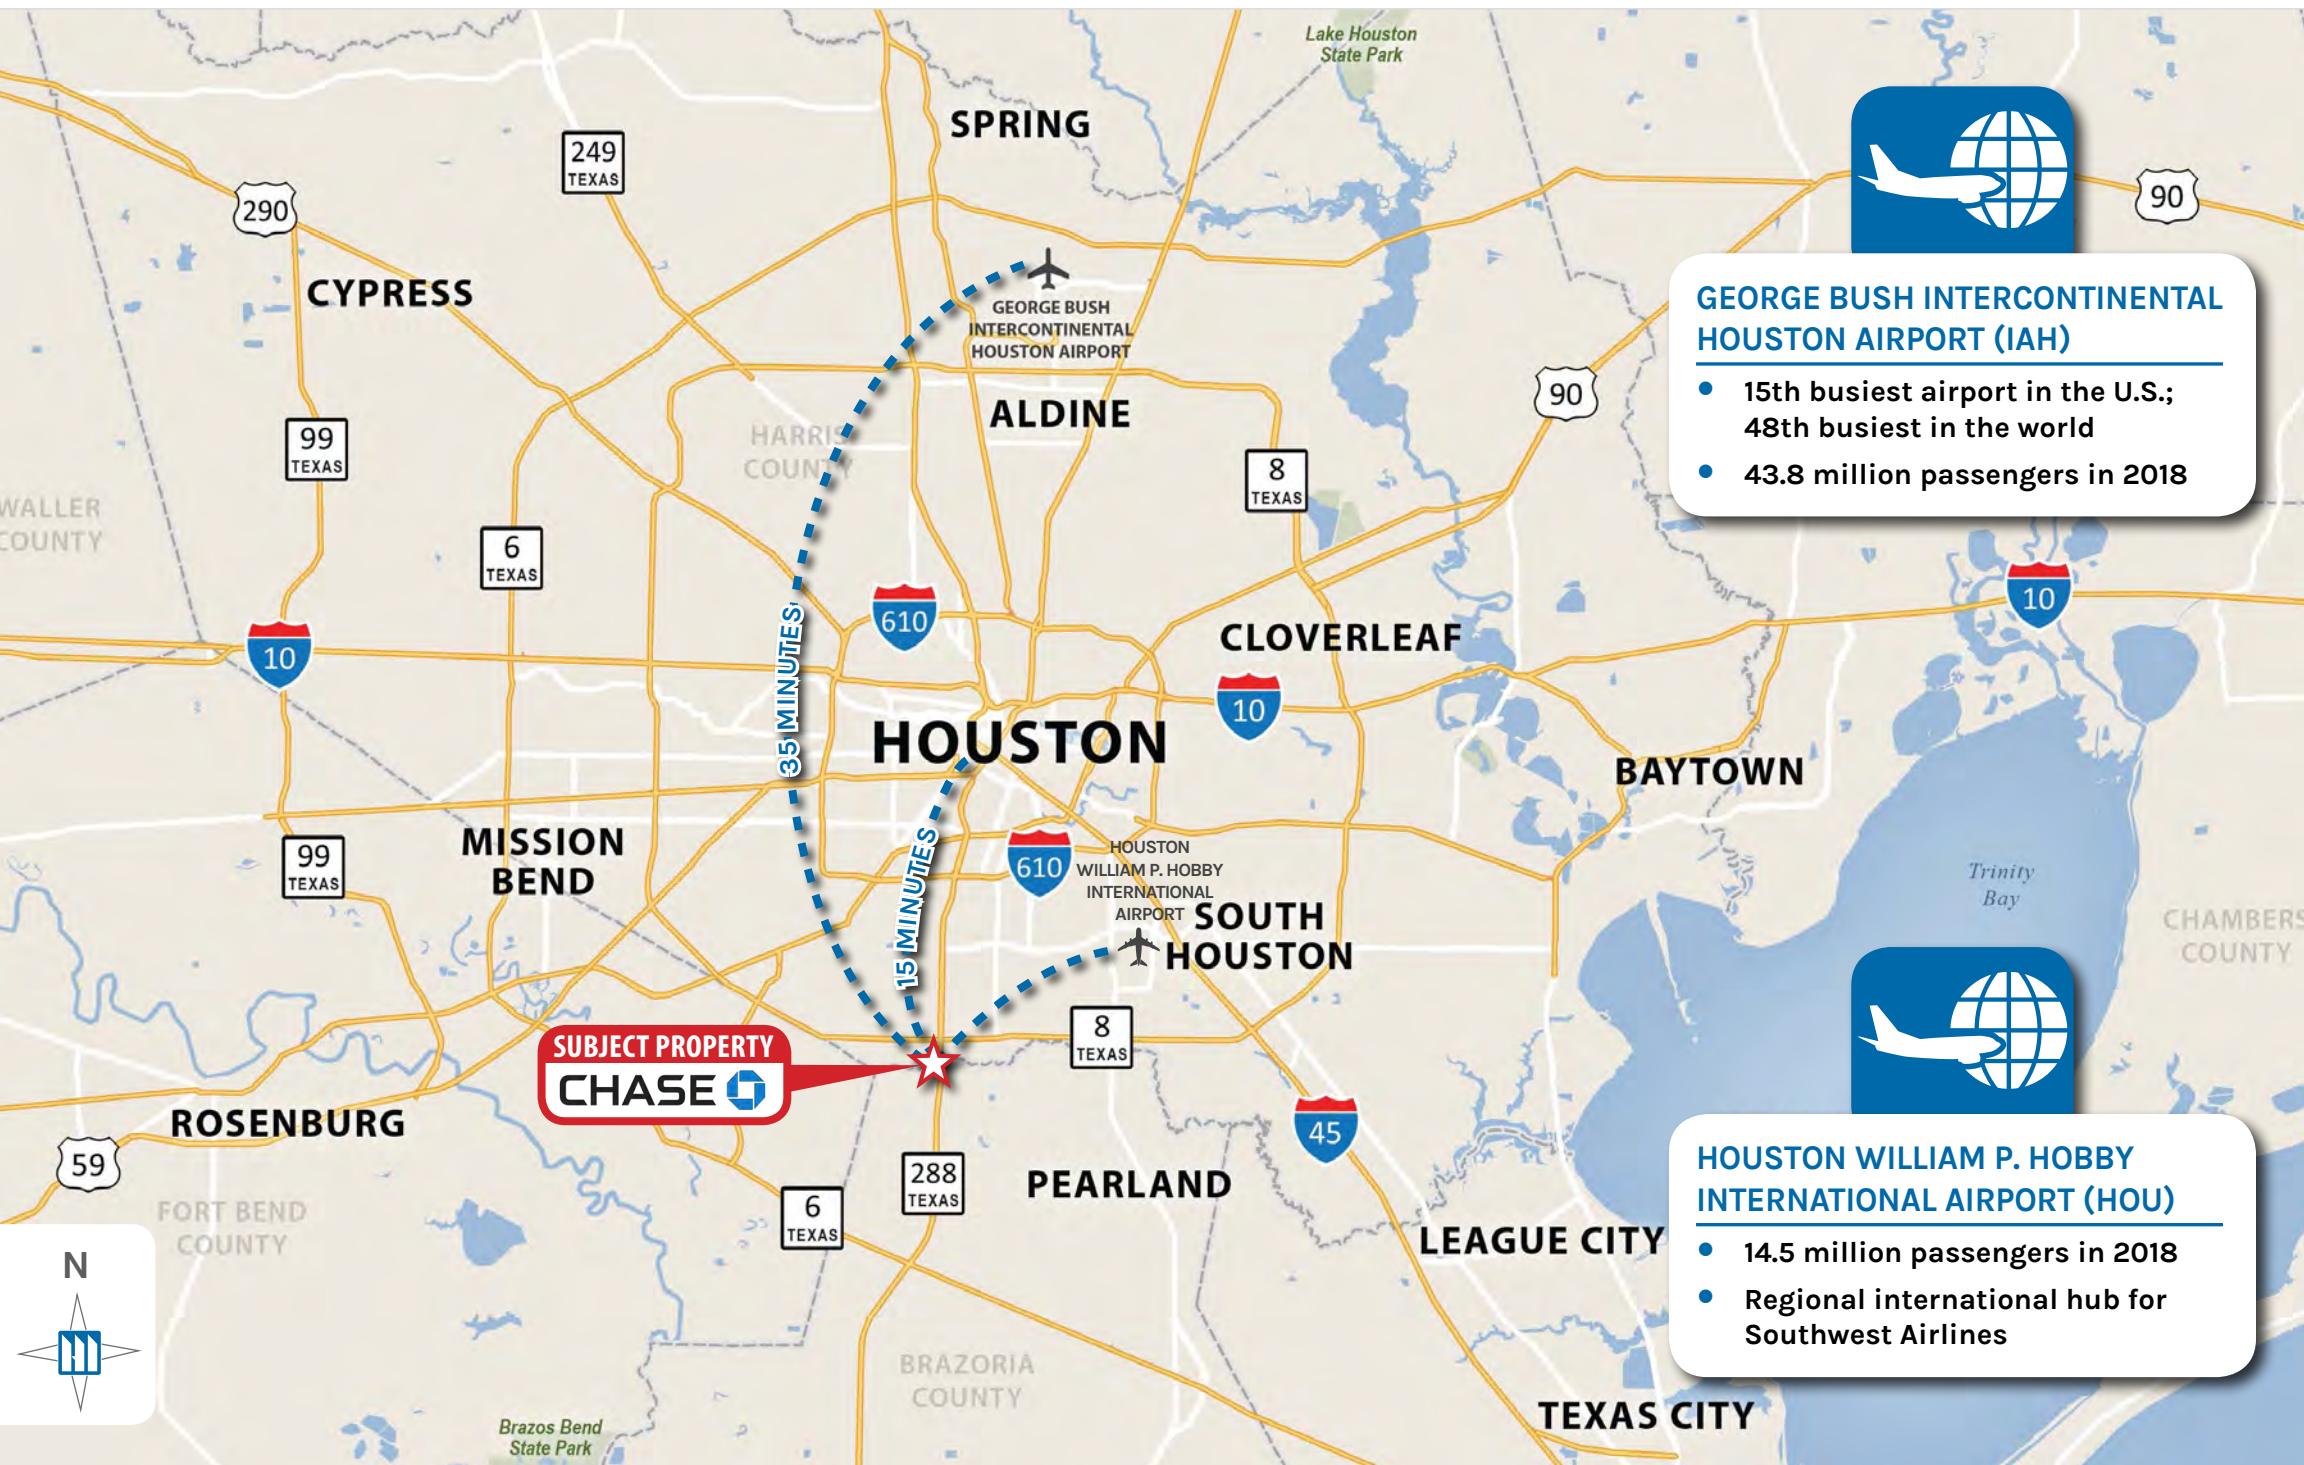 Lake Houston
State Park
SPRING
249
TEXAS
290
90
CYPRESS
GEORGE BUSH
INTERCONTINENTAL
HOUSTON AIRPORT
GEORGE BUSH INTERCONTINENTAL
HOUSTON AIRPORT (IAH)
15th busiest airport in the U.S.;
48th busiest in the world
43.8 million passengers in 2018
90
ALDINE
HARRIS
COUNTY
99
TEXAS
8
TEXAS
WALLER
COUNTY
6
TEXAS
610
10
10
CLOVERLEAF
10
35 MINUTES
HOUSTON
BAYTOWN
MISSION
BEND
99
TEXAS
15 MINUTES
610
HOUSTON
WILLIAM P. HOBBY
INTERNATIONAL
AIRPORT
SOUTH
HOUSTON
Trinity
Bay
CHAMBERS
COUNTY
8
TEXAS
SUBJECT PROPERTY
CHASE
ROSENBURG
59
45
288
TEXAS
6
TEXAS
PEARLAND
FORT BEND
COUNTY
LEAGUE CITY
HOUSTON WILLIAM P. HOBBY
INTERNATIONAL AIRPORT (HOU)
14.5 million passengers in 2018
Regional international hub for
Southwest Airlines
N
BRAZORIA
COUNTY
Brazos Bend
State Park
TEXAS CITY